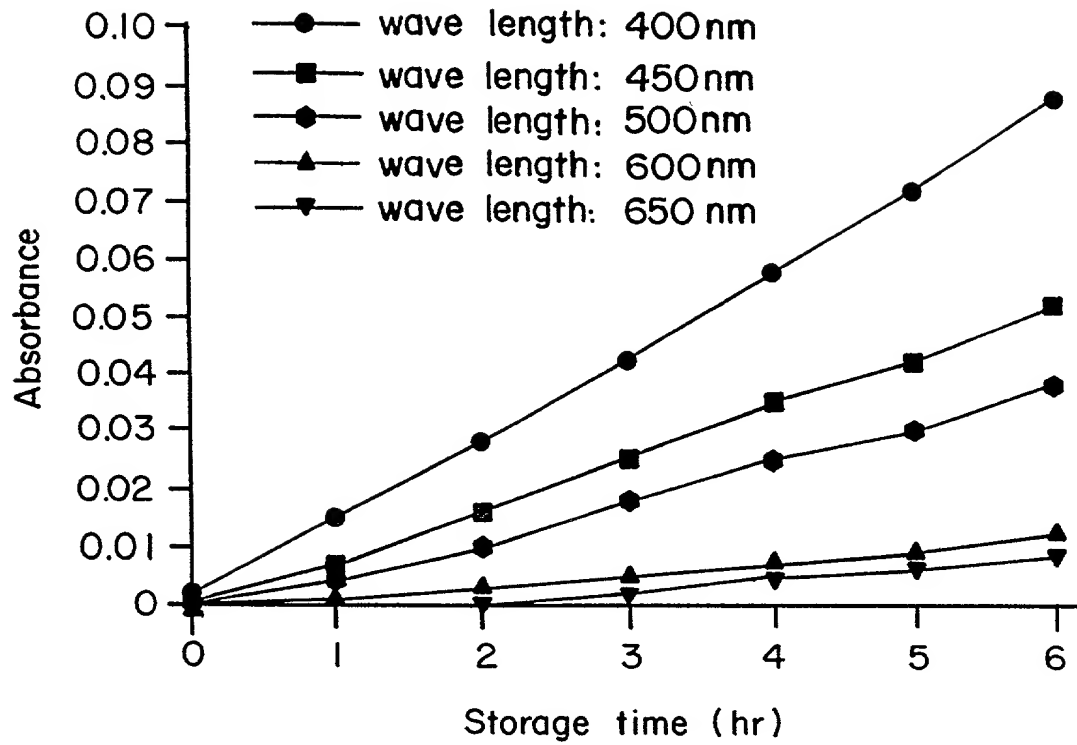 wave length: 400nm
wave length: 450nm
wave length: 500nm
wave length: 600nm
wave length: 650 nm
0.10
0.09
0.08
0.07
0.06
0.05
0.04
0.03
0.02
0.01
0
Absorbance
0 1 2 3 4 5 6
Storage time (hr)